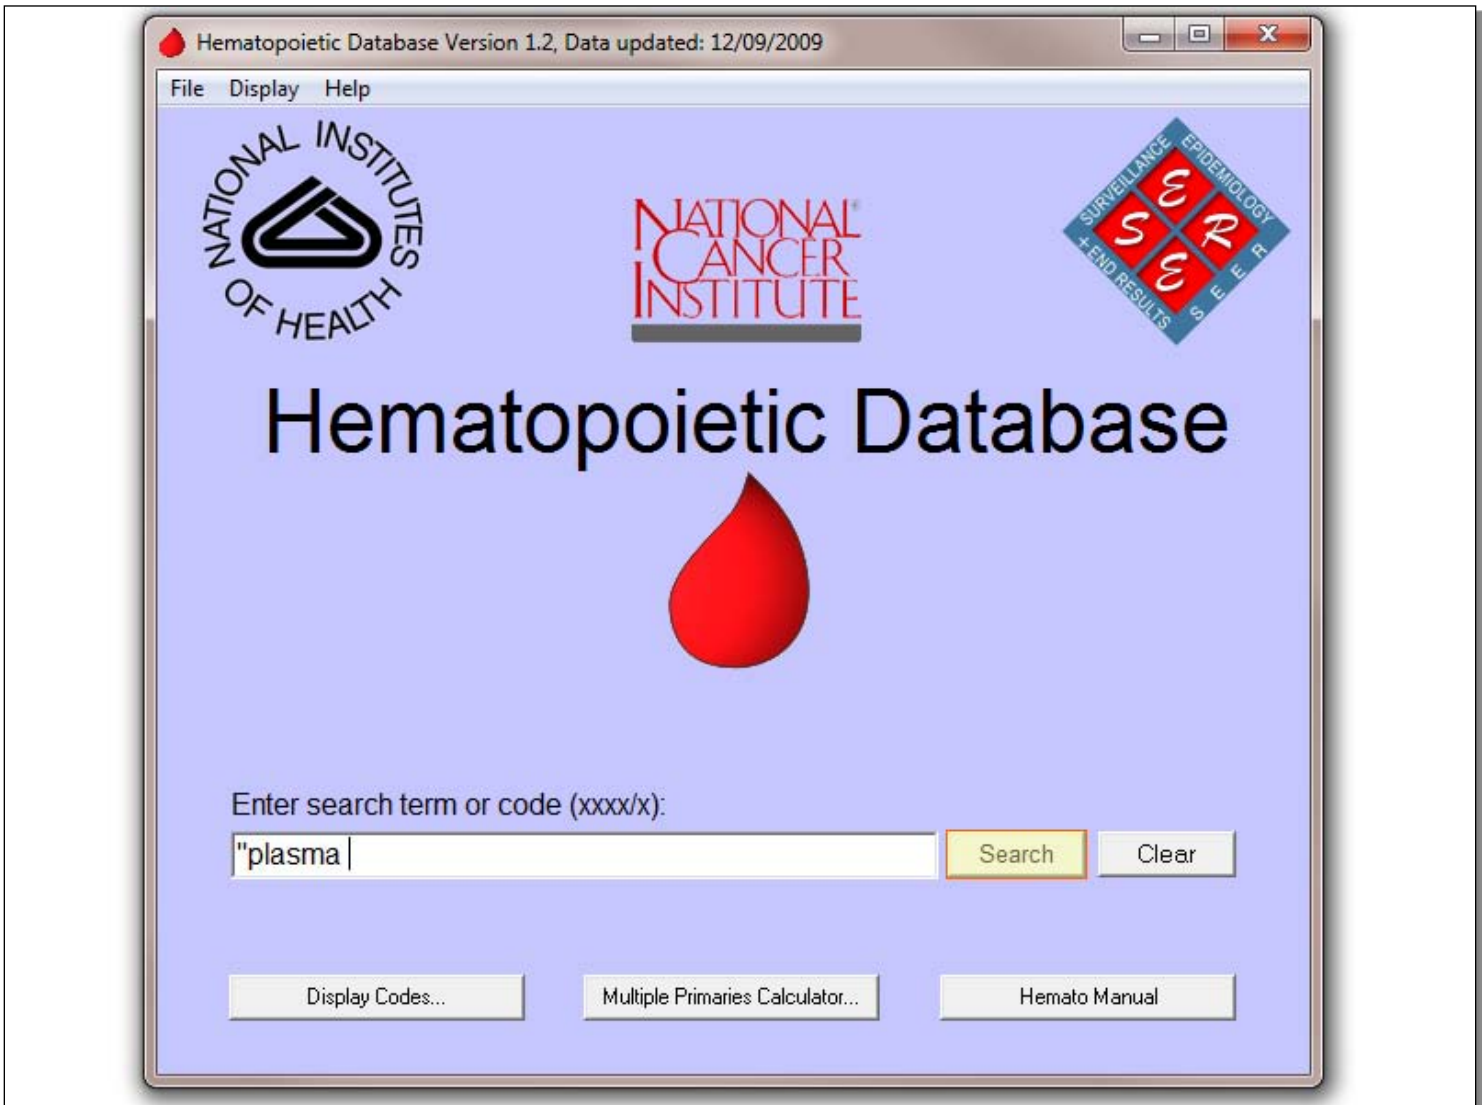 Hematopoietic Database Version 1.2, Data updated: 12/09/2009
File Display Help
NATIONAL INSTITUTES OF HEALTH
NATIONAL
CANCER
INSTITUTE
SURVEILLANCE EPIDEMIOLOGY
+ END RESULTS SEER
S E E R
Hematopoietic Database
Enter search term or code (xxxx/x):
"plasma
Search Clear
Display Codes... Multiple Primaries Calculator... Hemato Manual